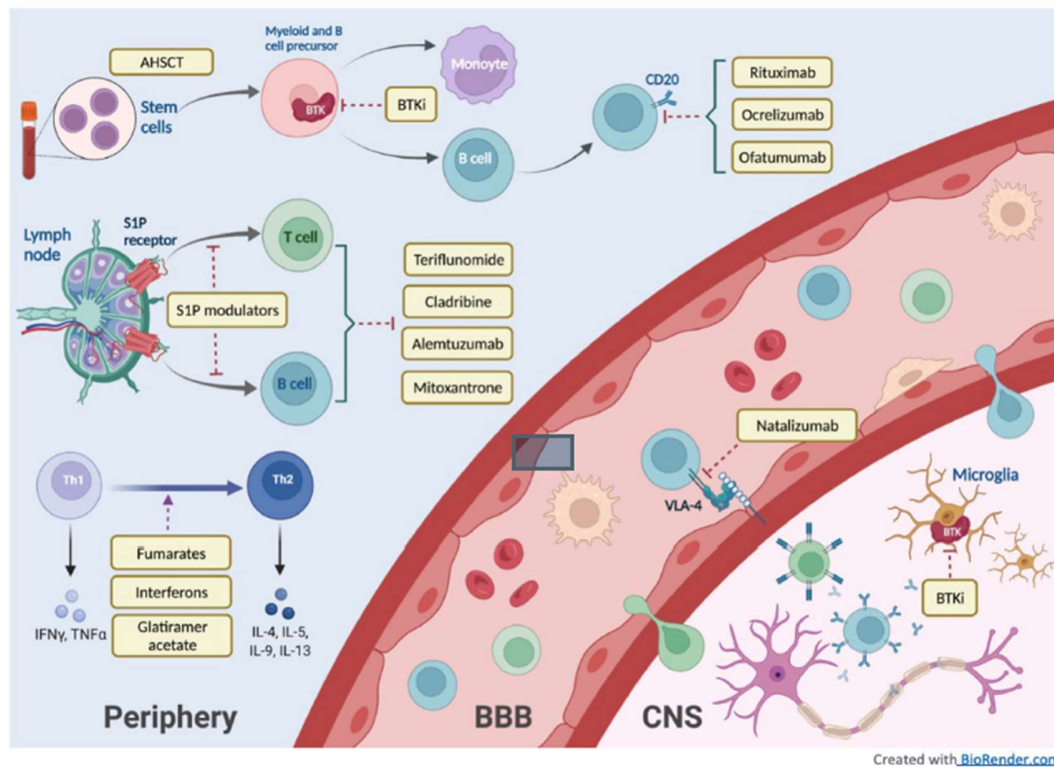 AHSCT
Stem
cells
Myeloid and B
cell precursor
BTK
BTKi
Monoyte
B cell
CD20
Rituximab
Ocrelizumab
Ofatumumab
Lymph
node
S1P
receptor
S1P modulators
T cell
B cell
Teriflunomide
Cladribine
Alemtuzumab
Mitoxantrone
Th1
Th2
Fumarates
Interferons
Glatiramer
acetate
IFNγ, TNFα
IL-4, IL-5,
IL-9, IL-13
Natalizumab
VLA-4
Microglia
BTK
BTKi
Periphery
BBB
CNS
Created with BioRender.com